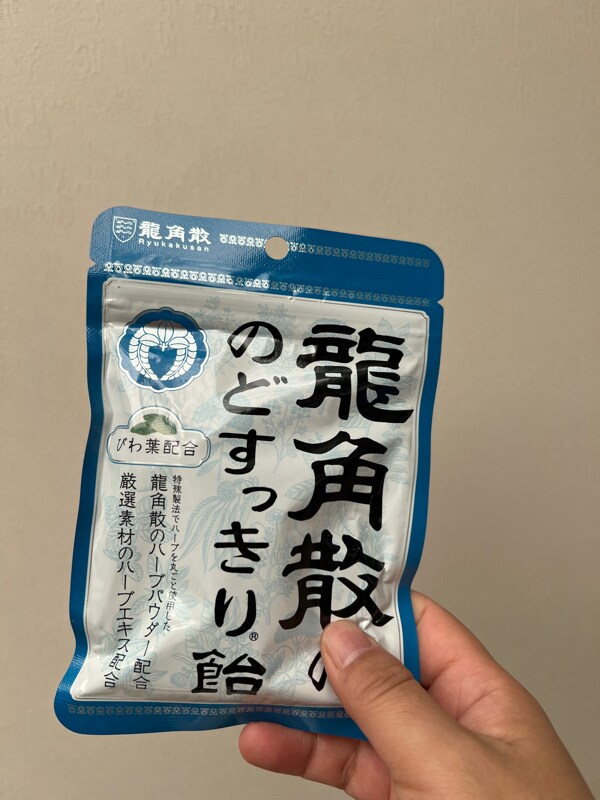 龍角散
Ryukakusan
龍角散の
のどすっきり®飴
びわ葉配合
特殊製法でハーブを丸ごと使用した
龍角散のハーブパウダー配合
厳選素材のハーブエキス配合